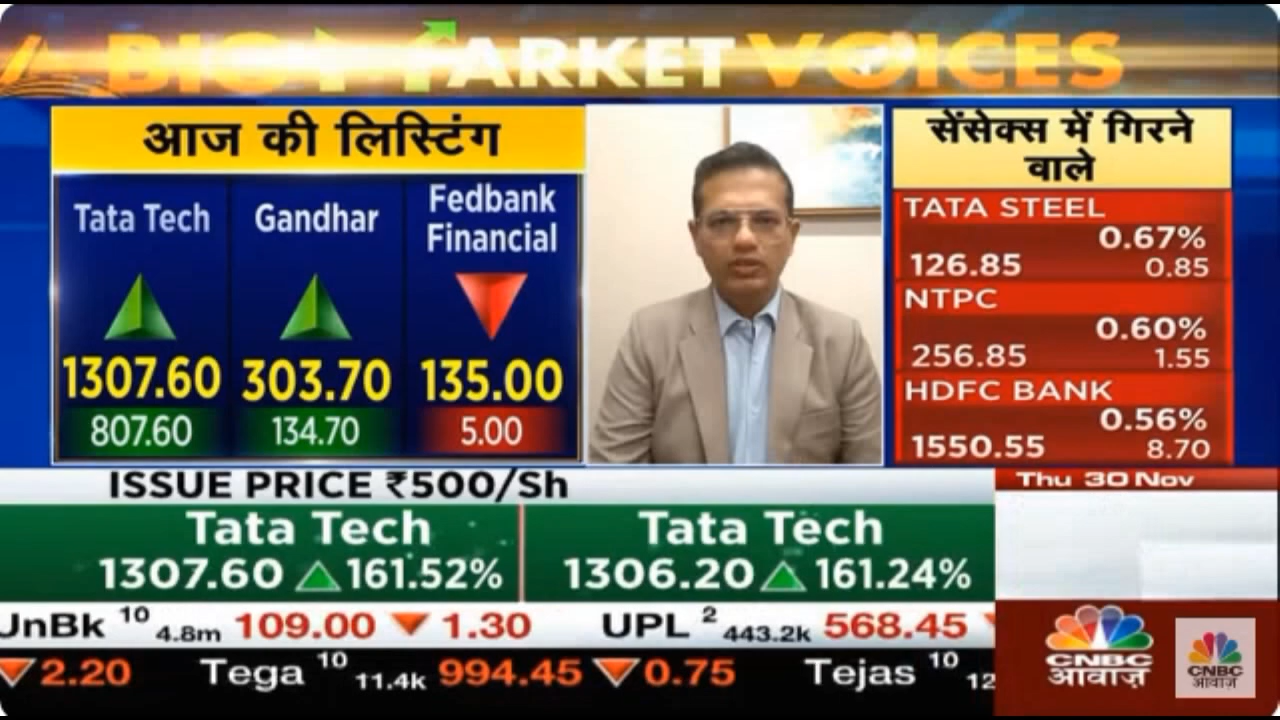 BIG MARKET VOICES
आज की लिस्टिंग
Tata Tech
1307.60
807.60
Gandhar
303.70
134.70
Fedbank
Financial
135.00
5.00
सेंसेक्स में गिरने
वाले
TATA STEEL
0.67%
126.85 0.85
NTPC
0.60%
256.85 1.55
HDFC BANK
0.56%
1550.55 8.70
ISSUE PRICE ₹500/Sh
Thu 30 Nov
Tata Tech
1307.60 161.52%
Tata Tech
1306.20 161.24%
UnBk 10 4.8m 109.00 1.30 UPL 2 443.2k 568.45
2.20 Tega 10 11.4k 994.45 0.75 Tejas 10 12
CNBC
आवाज़
CNBC
आवाज़